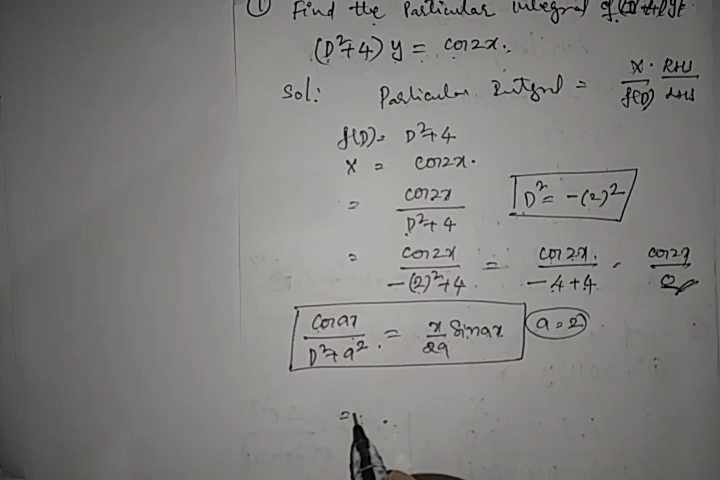 ① Find the Particular integral of
(D²+4) y = cos2x.
Sol: Particular Integral = X/f(D) · RHS/LHS
f(D) = D²+4
X = cos2x.
= cos2x/D²+4 D² = -(2)²
= cos2x/-(2)²+4 = cos2x./-4+4 = cos2x/0
cosax/D²+a². = x/2a Sinax a=2
=